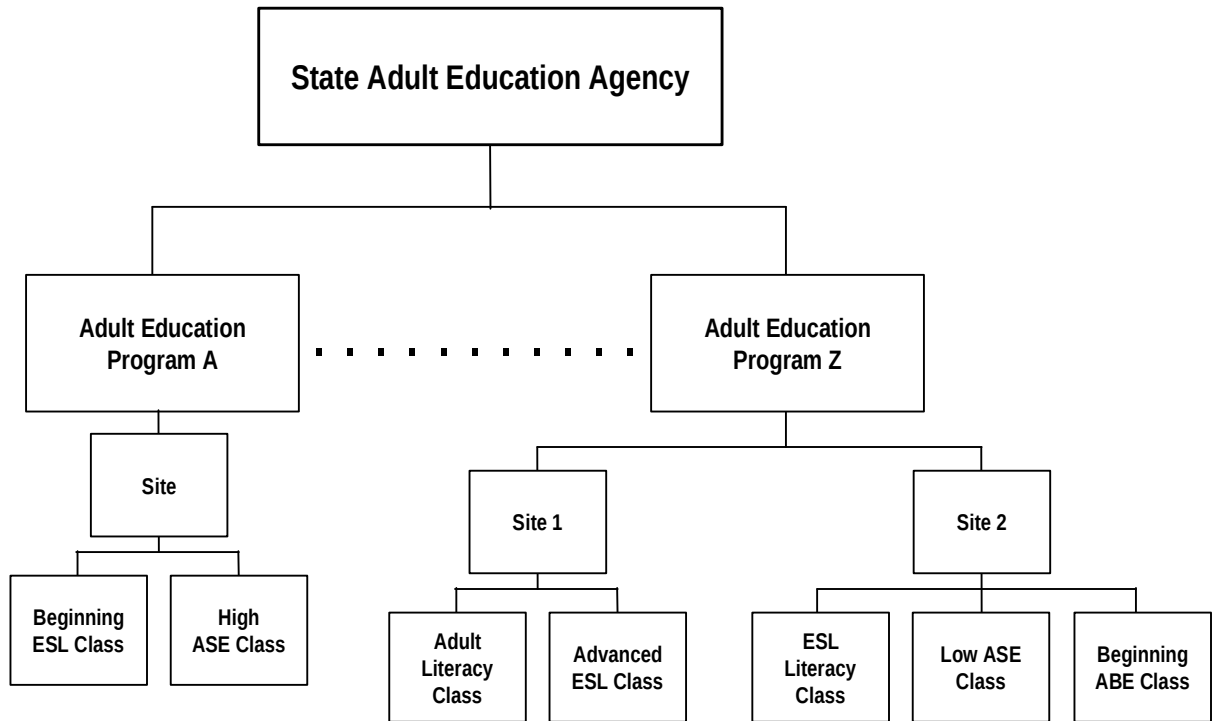 State Adult Education Agency
Adult Education
Program A
Adult Education
Program Z
Site
Site 1
Site 2
Beginning
ESL Class
High
ASE Class
Adult
Literacy
Class
Advanced
ESL Class
ESL
Literacy
Class
Low ASE
Class
Beginning
ABE Class